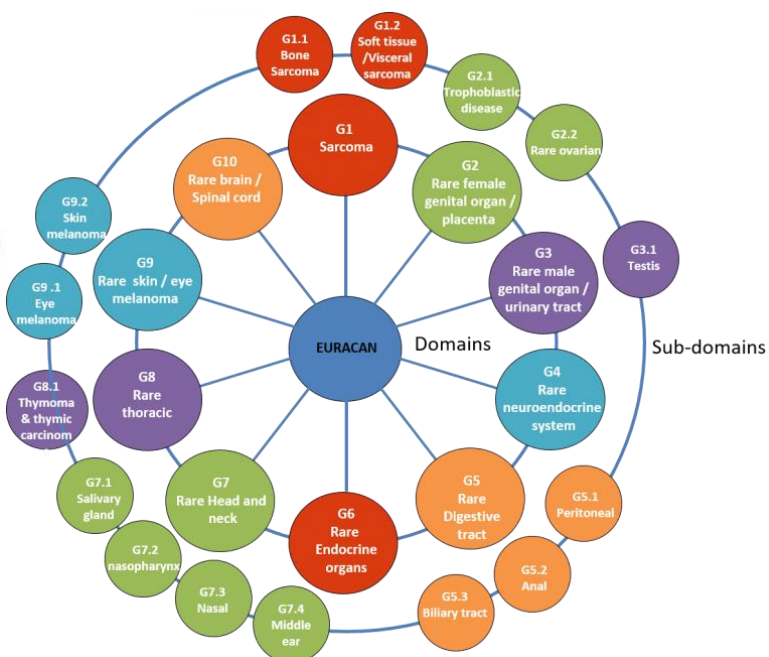 G1.1
Bone
Sarcoma
G1.2
Soft tissue
/Visceral
sarcoma
G2.1
Trophoblastic
disease
G2.2
Rare ovarian
G3.1
Testis
G1
Sarcoma
G10
Rare brain /
Spinal cord
G2
Rare female
genital organ /
placenta
G9.2
Skin
melanoma
G9
Rare skin / eye
melanoma
G3
Rare male
genital organ /
urinary tract
G9 .1
Eye
melanoma
EURACAN
Domains
Sub-domains
G8.1
Thymoma
& thymic
carcinom
G8
Rare
thoracic
G4
Rare
neuroendocrine
system
G7.1
Salivary
gland
G7
Rare Head and
neck
G6
Rare
Endocrine
organs
G5
Rare
Digestive
tract
G5.1
Peritoneal
G7.2
nasopharynx
G5.2
Anal
G7.3
Nasal
G7.4
Middle
ear
G5.3
Biliary tract